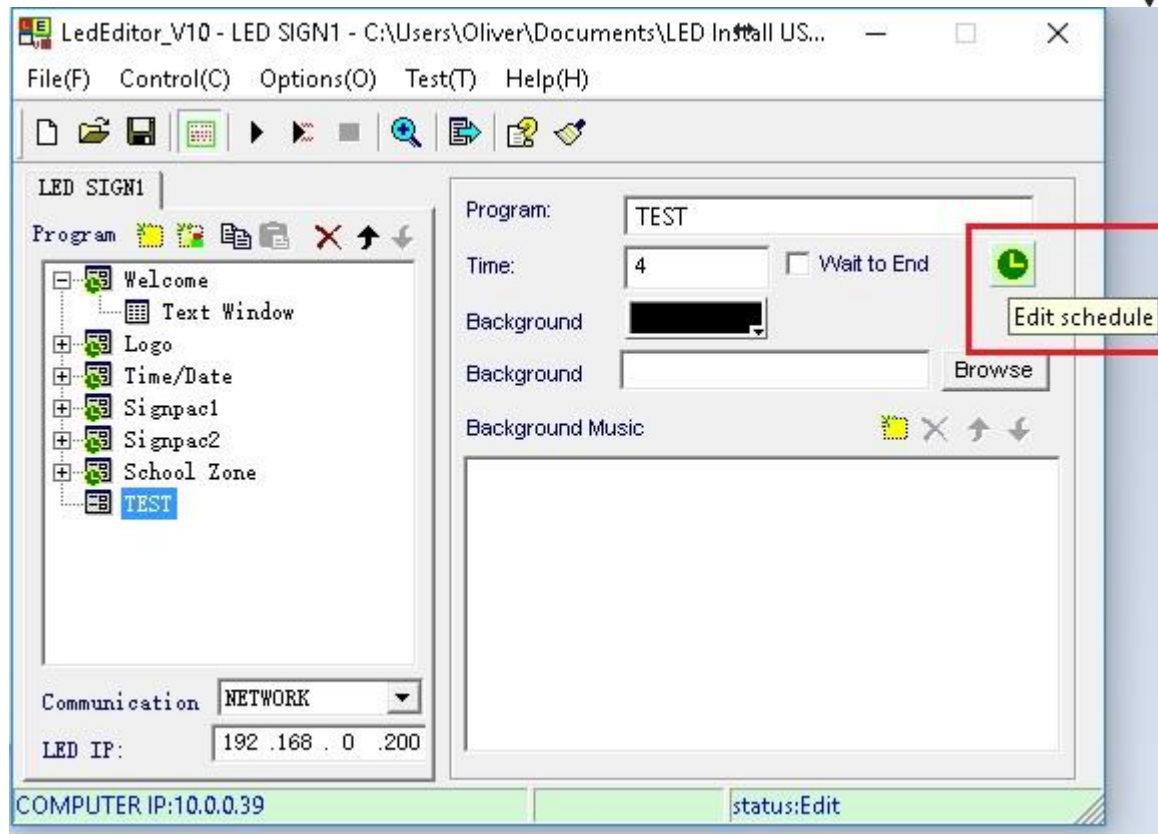 LedEditor_V10 - LED SIGN1 - C:\Users\Oliver\Documents\LED Install US...
File(F) Control(C) Options(O) Test(T) Help(H)
LED SIGN1
Program
Welcome
Text Window
Logo
Time/Date
Signpac1
Signpac2
School Zone
TEST
Communication NETWORK
LED IP: 192 .168 . 0 .200
Program: TEST
Time: 4 Wait to End
Edit schedule
Background
Background Browse
Background Music
COMPUTER IP:10.0.0.39 status:Edit